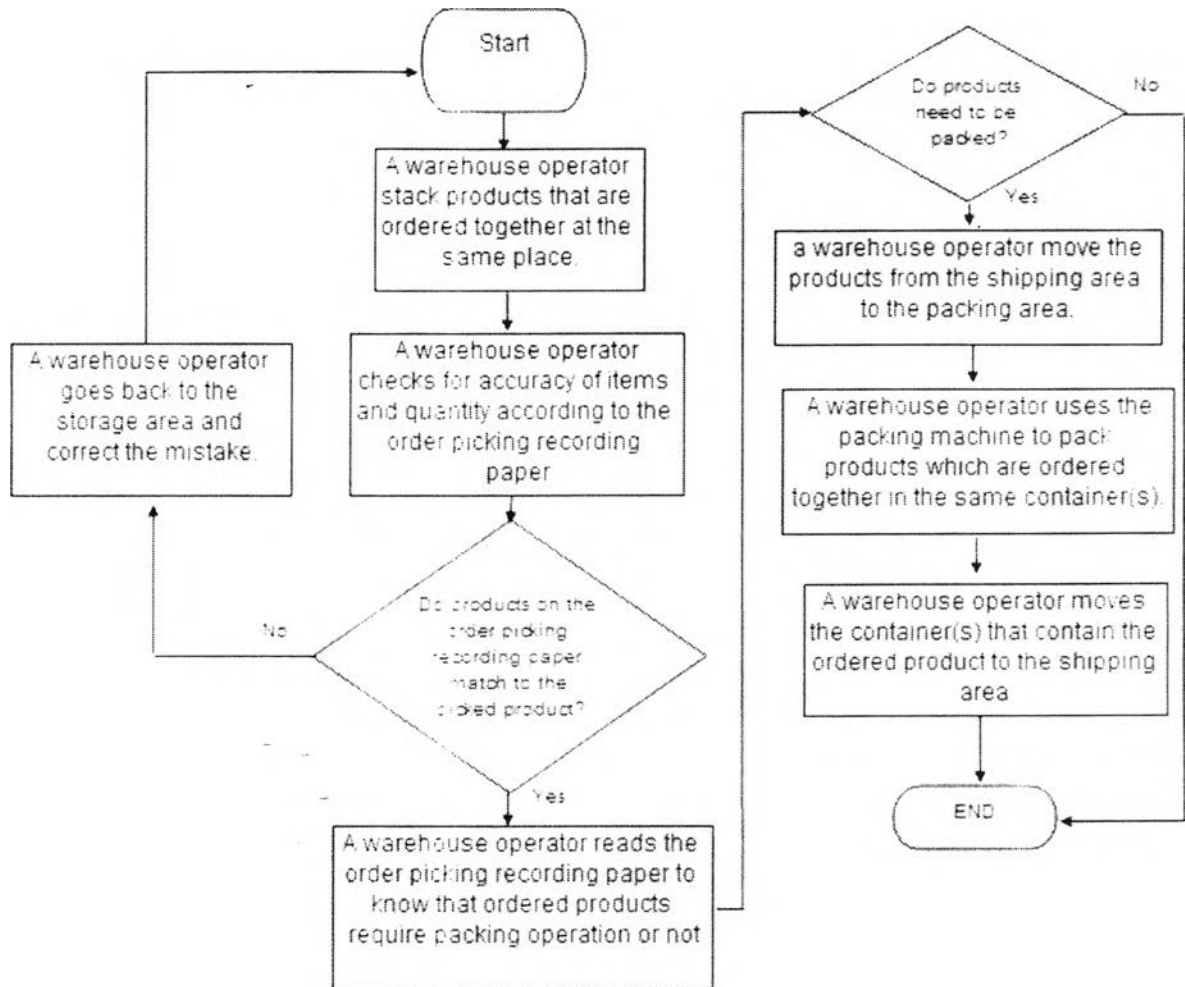 Start
A warehouse operator
stack products that are
ordered together at the
same place.
A warehouse operator
checks for accuracy of items
and quantity according to the
order picking recording
paper
A warehouse operator
goes back to the
storage area and
correct the mistake.
Do products on the
order picking
recording paper
match to the
picked product?
No
Yes
A warehouse operator reads the
order picking recording paper to
know that ordered products
require packing operation or not
Do products
need to be
packed?
No
Yes
a warehouse operator move the
products from the shipping area
to the packing area.
A warehouse operator uses the
packing machine to pack
products which are ordered
together in the same container(s).
A warehouse operator moves
the container(s) that contain the
ordered product to the shipping
area
END